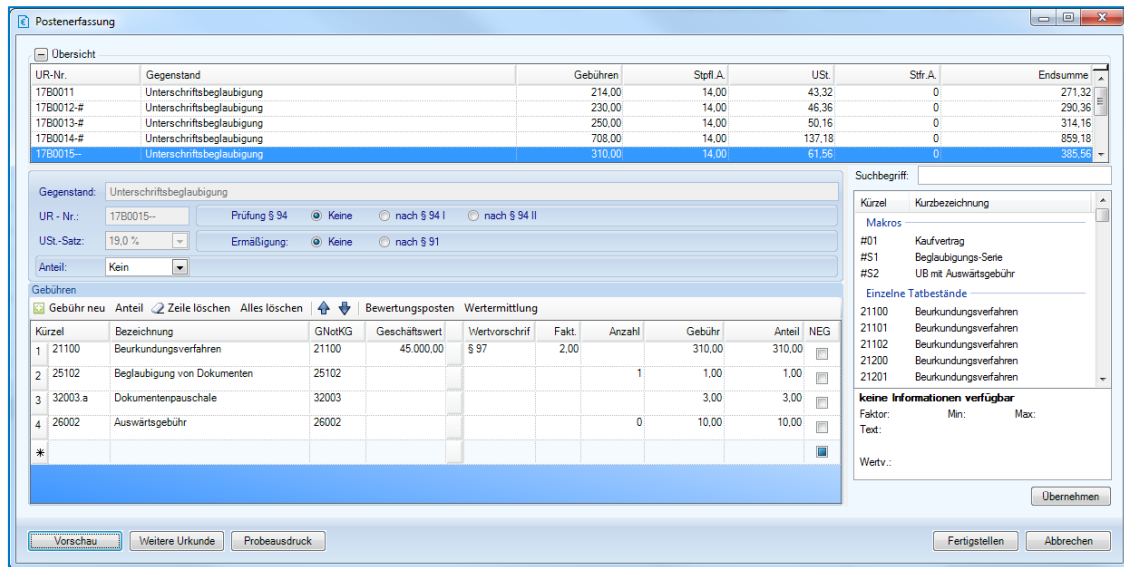 Postenerfassung
Übersicht
UR-Nr. Gegenstand Gebühren Stpfl.A. USt. Stfr.A. Endsumme
17B0011 Unterschriftsbeglaubigung 214,00 14,00 43,32 0 271,32
17B0012-# Unterschriftsbeglaubigung 230,00 14,00 46,36 0 290,36
17B0013-# Unterschriftsbeglaubigung 250,00 14,00 50,16 0 314,16
17B0014-# Unterschriftsbeglaubigung 708,00 14,00 137,18 0 859,18
17B0015-- Unterschriftsbeglaubigung 310,00 14,00 61,56 0 385,56
Gegenstand: Unterschriftsbeglaubigung
UR - Nr.: 17B0015-- Prüfung § 94 Keine nach § 94 I nach § 94 II
USt.-Satz: 19,0 % Ermäßigung: Keine nach § 91
Anteil: Kein
Gebühren
Gebühr neu Anteil Zeile löschen Alles löschen Bewertungsposten Wertermittlung
Kürzel Bezeichnung GNotKG Geschäftswert Wertvorschrif Fakt. Anzahl Gebühr Anteil NEG
1 21100 Beurkundungsverfahren 21100 45.000,00 § 97 2,00 310,00 310,00
2 25102 Beglaubigung von Dokumenten 25102 1 1,00 1,00
3 32003.a Dokumentenpauschale 32003 3,00 3,00
4 26002 Auswärtsgebühr 26002 0 10,00 10,00
*
Suchbegriff:
Kürzel Kurzbezeichnung
Makros
#01 Kaufvertrag
#S1 Beglaubigungs-Serie
#S2 UB mit Auswärtsgebühr
Einzelne Tatbestände
21100 Beurkundungsverfahren
21101 Beurkundungsverfahren
21102 Beurkundungsverfahren
21200 Beurkundungsverfahren
21201 Beurkundungsverfahren
keine Informationen verfügbar
Faktor: Min: Max:
Text:
Wertv.:
Übernehmen
Vorschau Weitere Urkunde Probeausdruck Fertigstellen Abbrechen